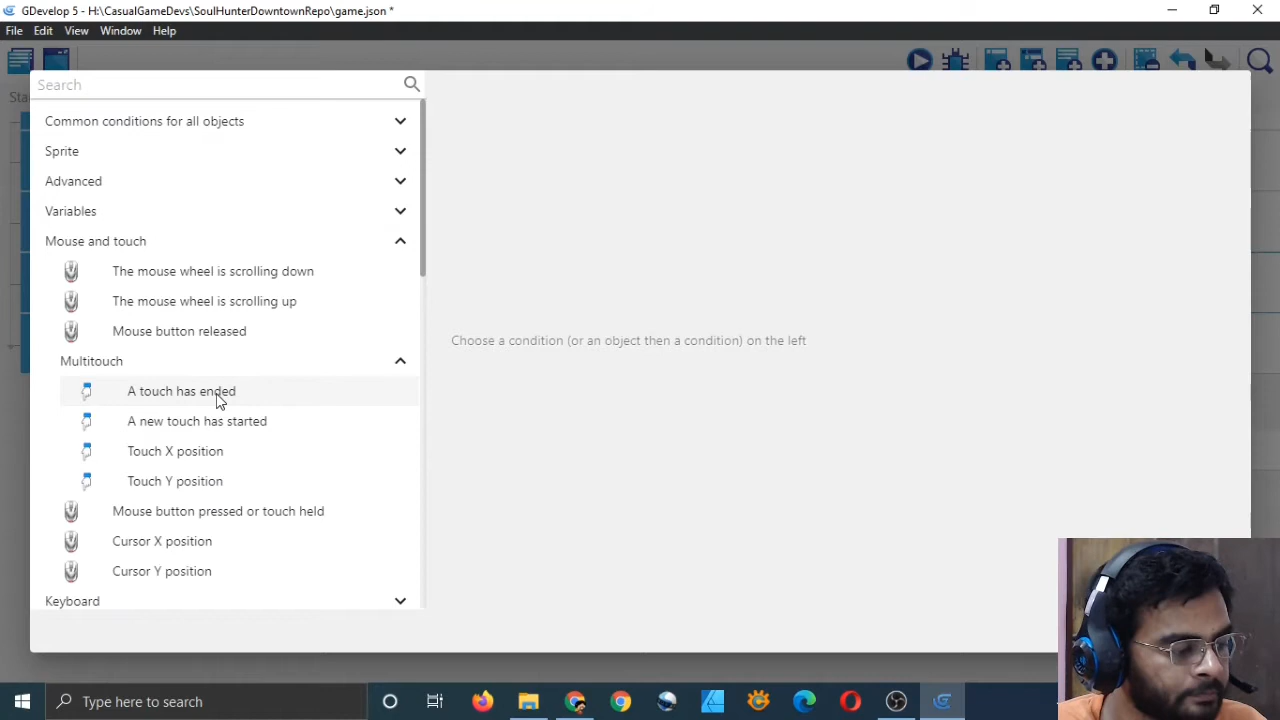 GDevelop 5 - H:\CasualGameDevs\SoulHunterDowntownRepo\game.json *
File Edit View Window Help
Sta
Search
Common conditions for all objects
Sprite
Advanced
Variables
Mouse and touch
The mouse wheel is scrolling down
The mouse wheel is scrolling up
Mouse button released
Choose a condition (or an object then a condition) on the left
Multitouch
A touch has ended
A new touch has started
Touch X position
Touch Y position
Mouse button pressed or touch held
Cursor X position
Cursor Y position
Keyboard
Type here to search